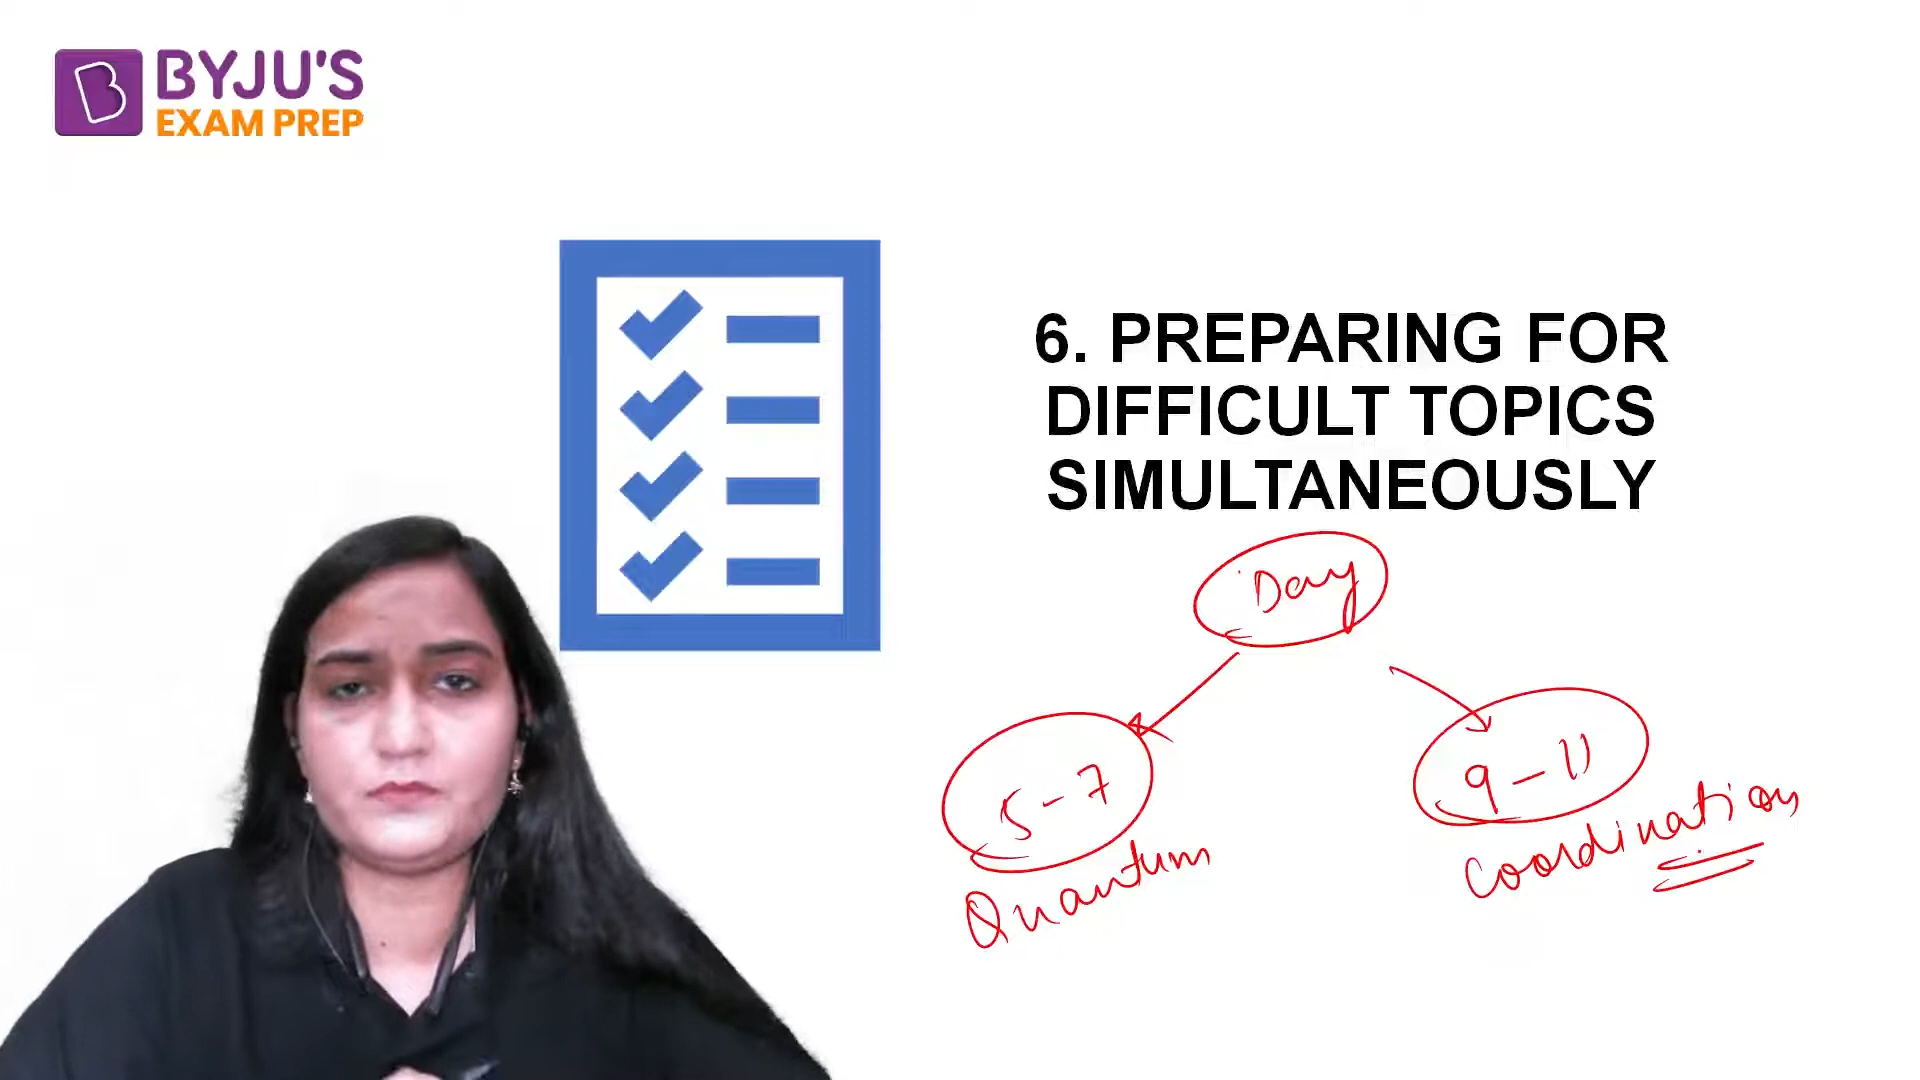 BYJU'S
EXAM PREP
6. PREPARING FOR
DIFFICULT TOPICS
SIMULTANEOUSLY
Day
5-7
9-11
Quantum
Coordination